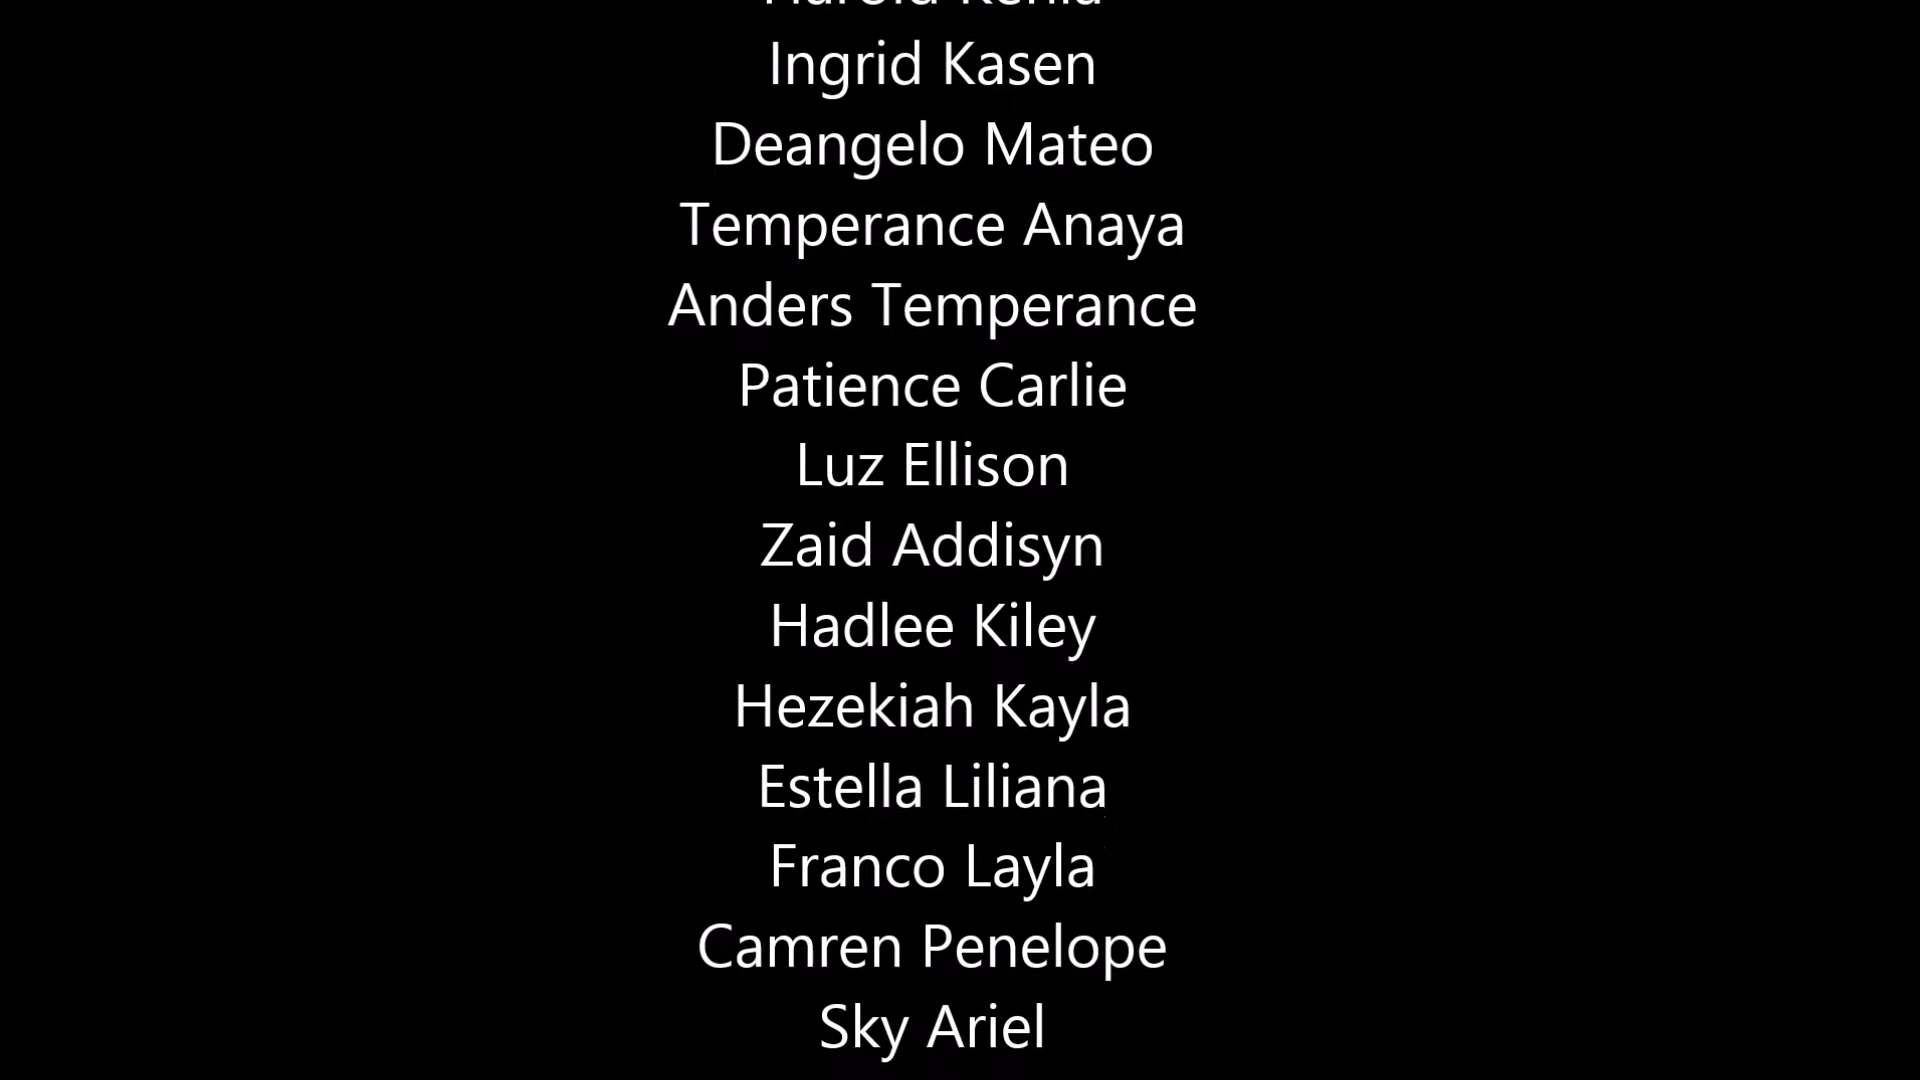 Ingrid Kasen
Deangelo Mateo
Temperance Anaya
Anders Temperance
Patience Carlie
Luz Ellison
Zaid Addisyn
Hadlee Kiley
Hezekiah Kayla
Estella Liliana
Franco Layla
Camren Penelope
Sky Ariel